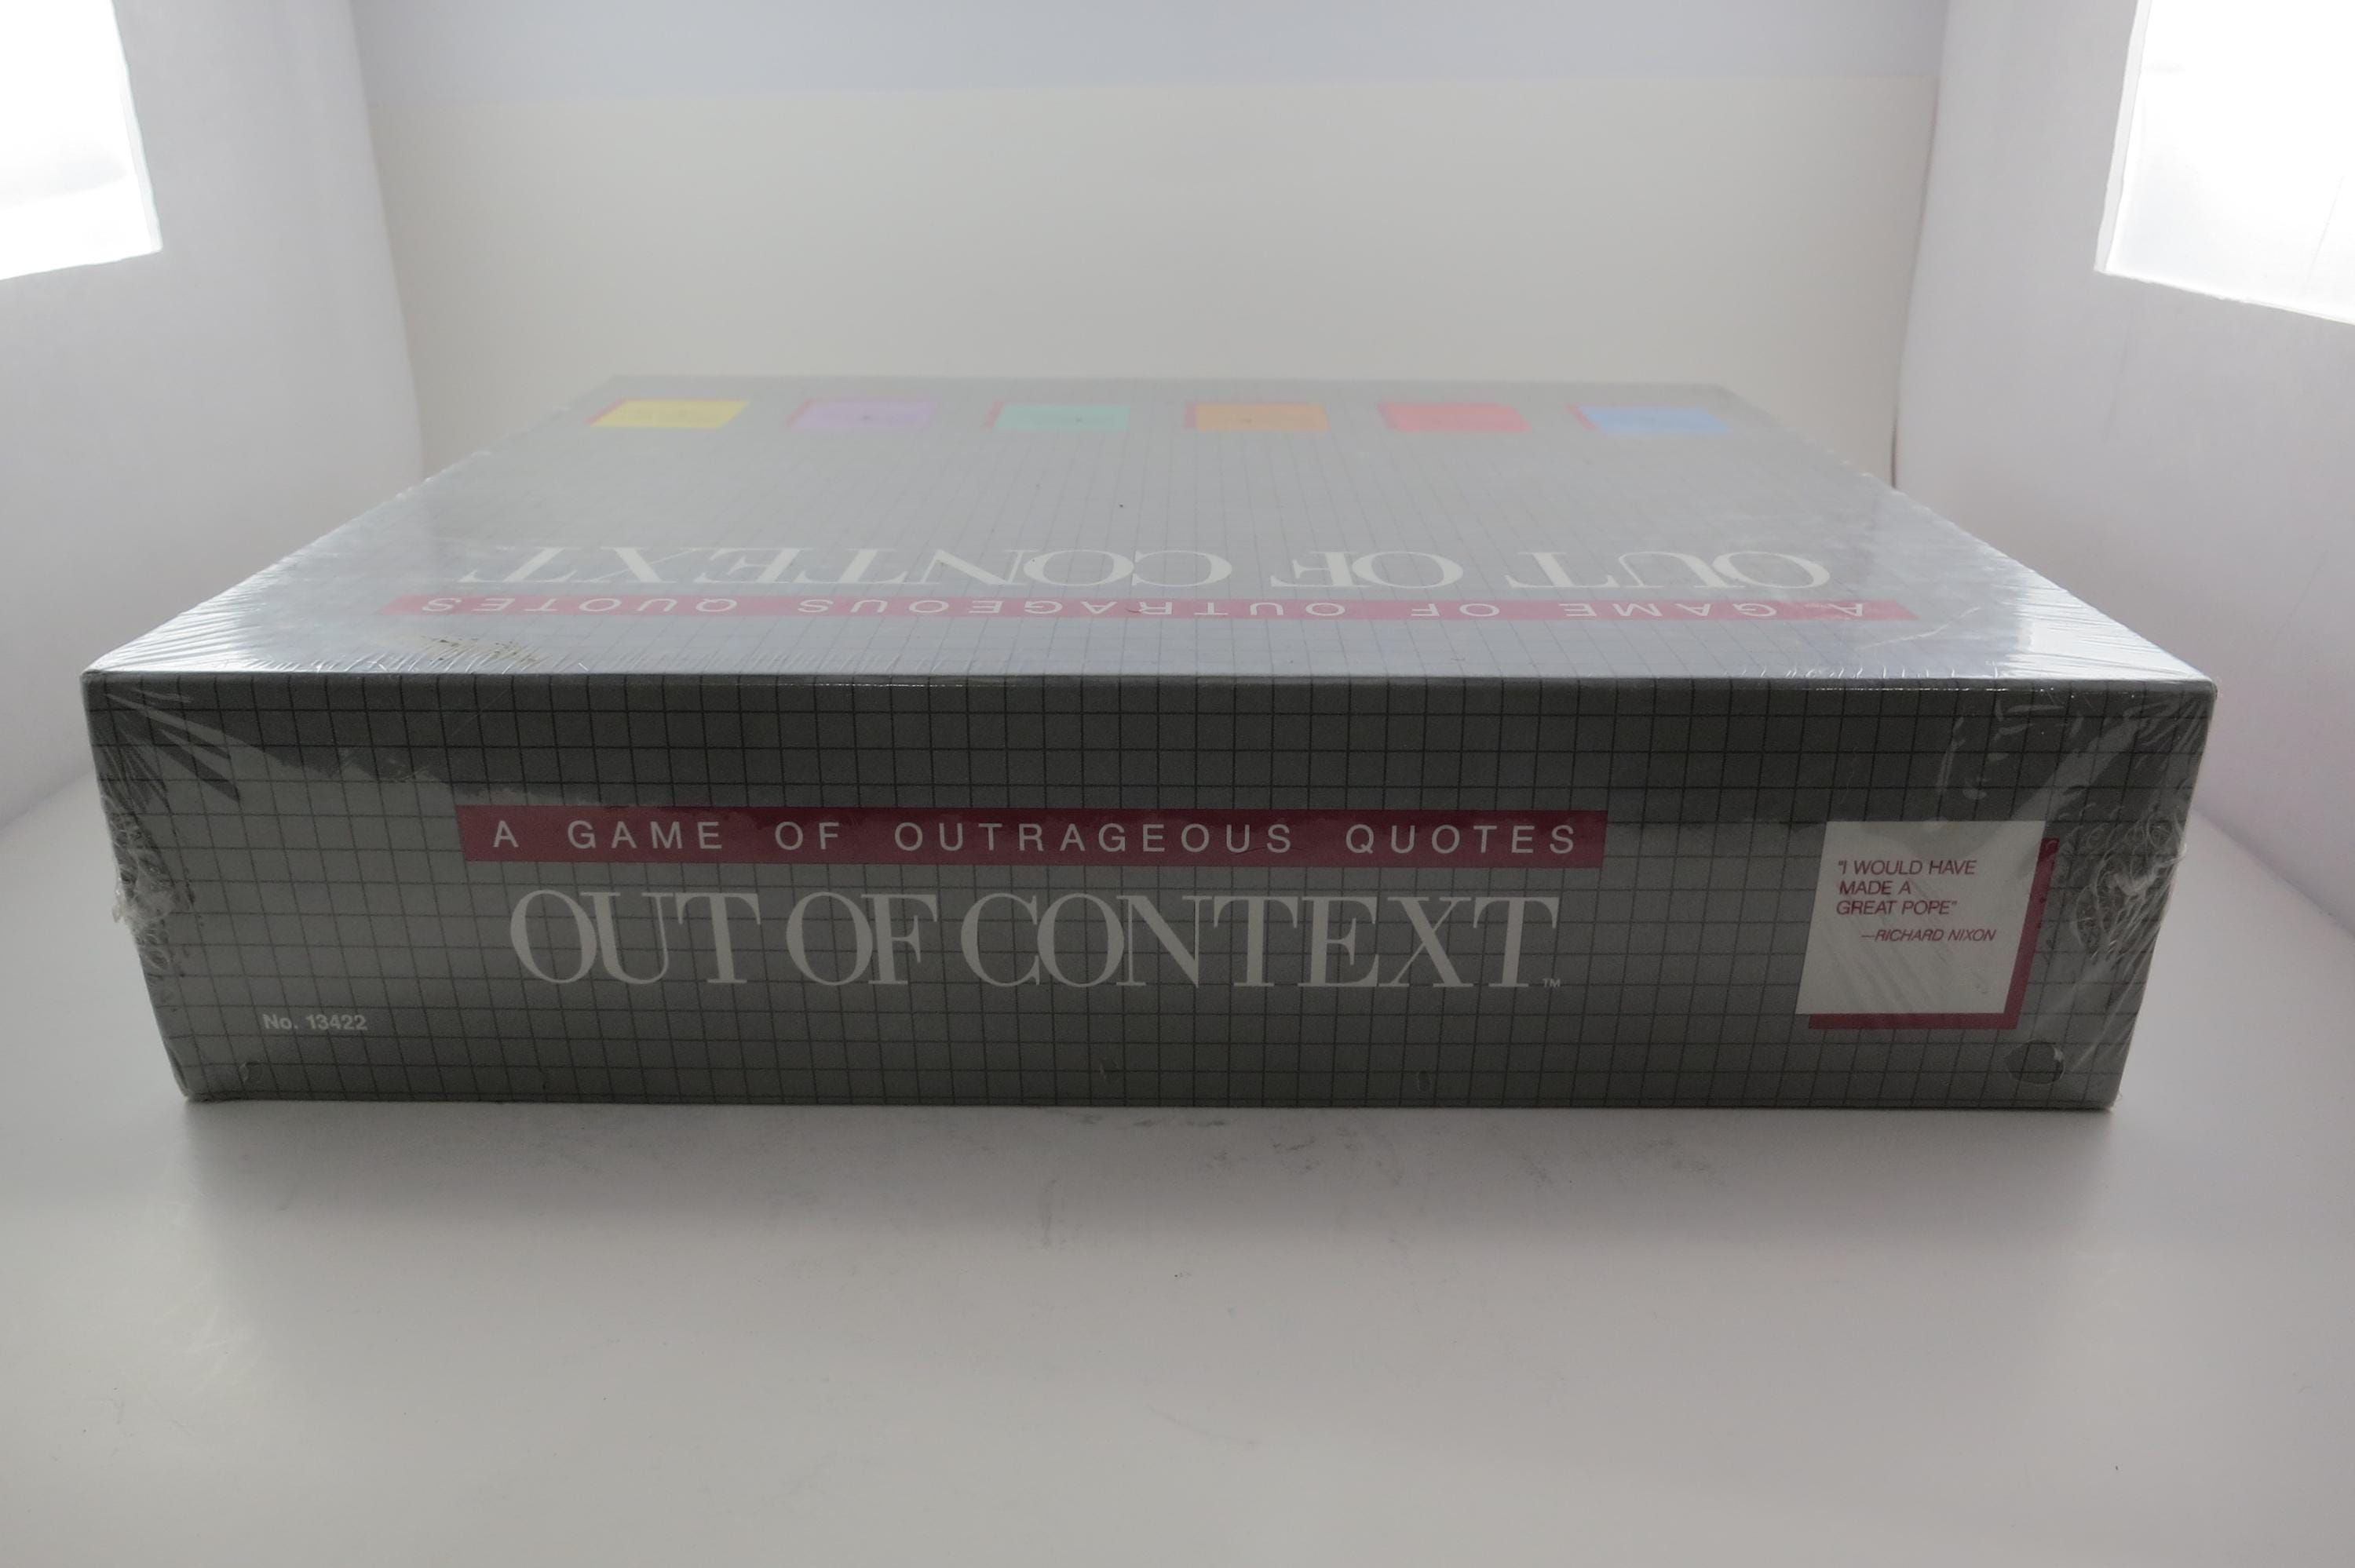 OUT OF CONTEXT
A GAME OF OUTRAGEOUS QUOTES
A GAME OF OUTRAGEOUS QUOTES
OUT OF CONTEXT™
"I WOULD HAVE
MADE A
GREAT POPE"
—RICHARD NIXON
No. 13422